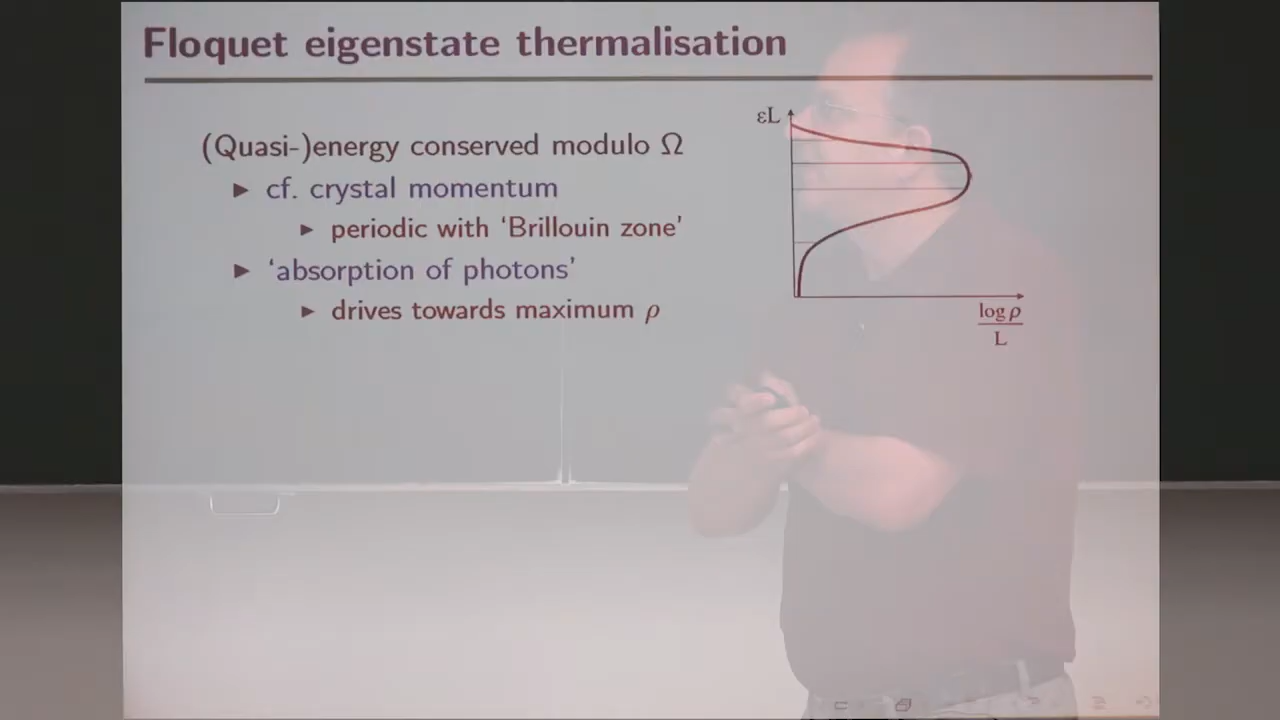 Floquet eigenstate thermalisation
(Quasi-)energy conserved modulo Ω
► cf. crystal momentum
► periodic with ‘Brillouin zone’
► ‘absorption of photons’
► drives towards maximum ρ
εL
log ρ
L